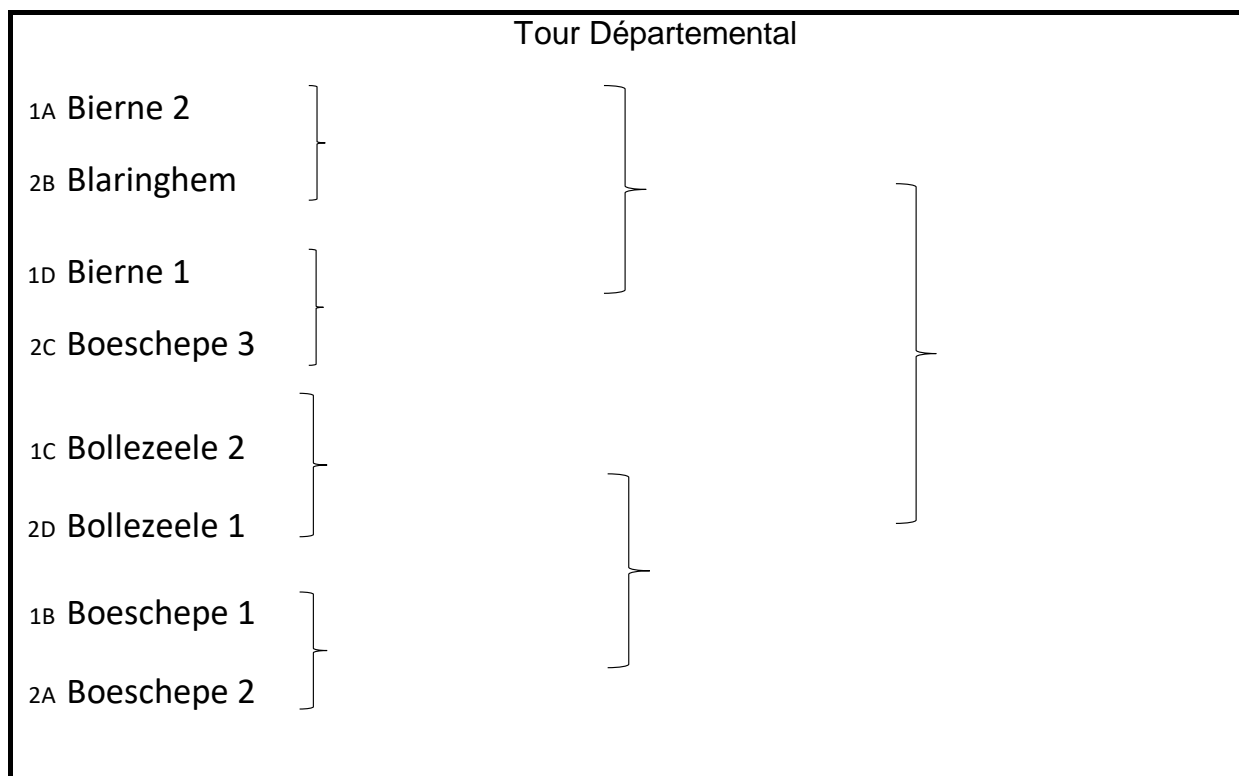 Tour Départemental
1A Bierne 2
2B Blaringhem
1D Bierne 1
2C Boeschepe 3
1C Bollezeele 2
2D Bollezeele 1
1B Boeschepe 1
2A Boeschepe 2